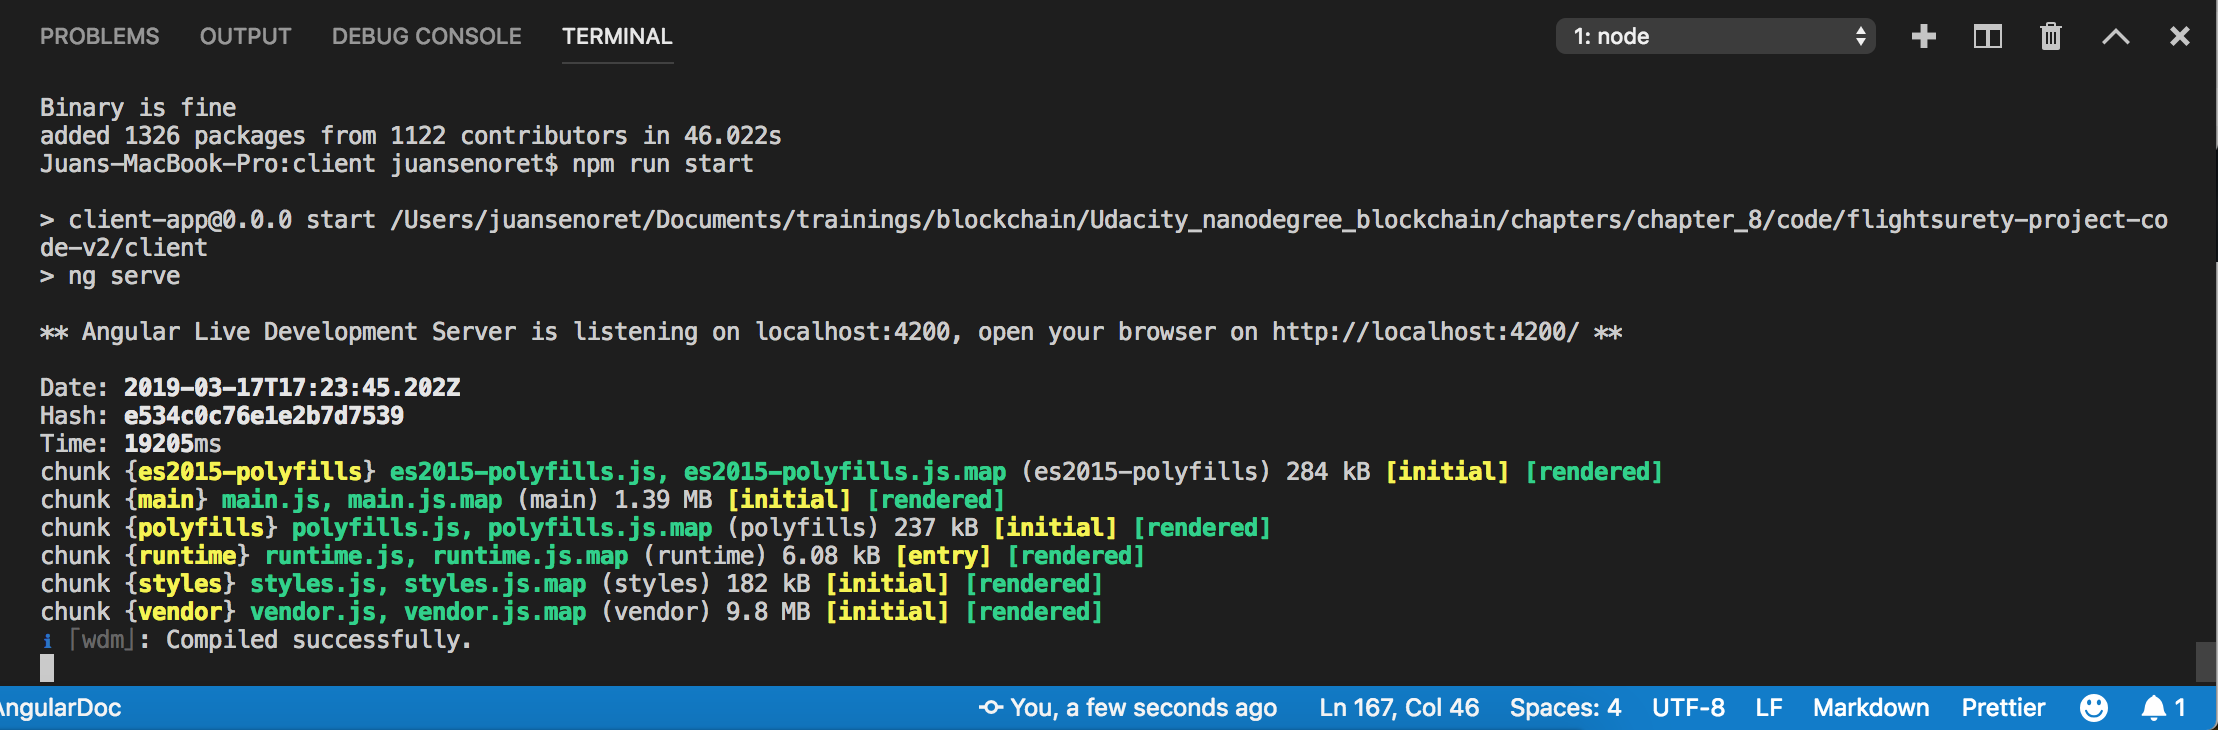 PROBLEMS OUTPUT DEBUG CONSOLE TERMINAL 1: node
Binary is fine
added 1326 packages from 1122 contributors in 46.022s
Juans-MacBook-Pro:client juansenoret$ npm run start
> client-app@0.0.0 start /Users/juansenoret/Documents/trainings/blockchain/Udacity_nanodegree_blockchain/chapters/chapter_8/code/flightsurety-project-co
de-v2/client
> ng serve
** Angular Live Development Server is listening on localhost:4200, open your browser on http://localhost:4200/ **
Date: 2019-03-17T17:23:45.202Z
Hash: e534c0c76e1e2b7d7539
Time: 19205ms
chunk {es2015-polyfills} es2015-polyfills.js, es2015-polyfills.js.map (es2015-polyfills) 284 kB [initial] [rendered]
chunk {main} main.js, main.js.map (main) 1.39 MB [initial] [rendered]
chunk {polyfills} polyfills.js, polyfills.js.map (polyfills) 237 kB [initial] [rendered]
chunk {runtime} runtime.js, runtime.js.map (runtime) 6.08 kB [entry] [rendered]
chunk {styles} styles.js, styles.js.map (styles) 182 kB [initial] [rendered]
chunk {vendor} vendor.js, vendor.js.map (vendor) 9.8 MB [initial] [rendered]
ℹ ｢wdm｣: Compiled successfully.
AngularDoc You, a few seconds ago Ln 167, Col 46 Spaces: 4 UTF-8 LF Markdown Prettier 1